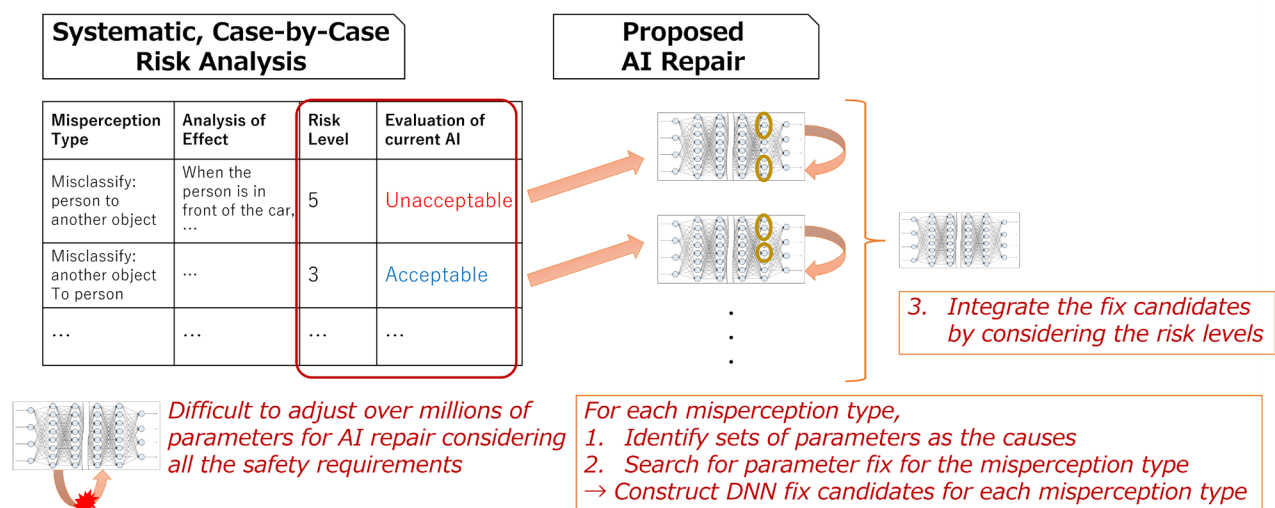 Systematic, Case-by-Case
Risk Analysis
Proposed
AI Repair
Misperception
Type
Analysis of
Effect
Risk
Level
Evaluation of
current AI
Misclassify:
person to
another object
When the
person is in
front of the car,
…
5
Unacceptable
Misclassify:
another object
To person
…
3
Acceptable
…
…
…
…
3. Integrate the fix candidates
by considering the risk levels
Difficult to adjust over millions of
parameters for AI repair considering
all the safety requirements
For each misperception type,
1. Identify sets of parameters as the causes
2. Search for parameter fix for the misperception type
→ Construct DNN fix candidates for each misperception type